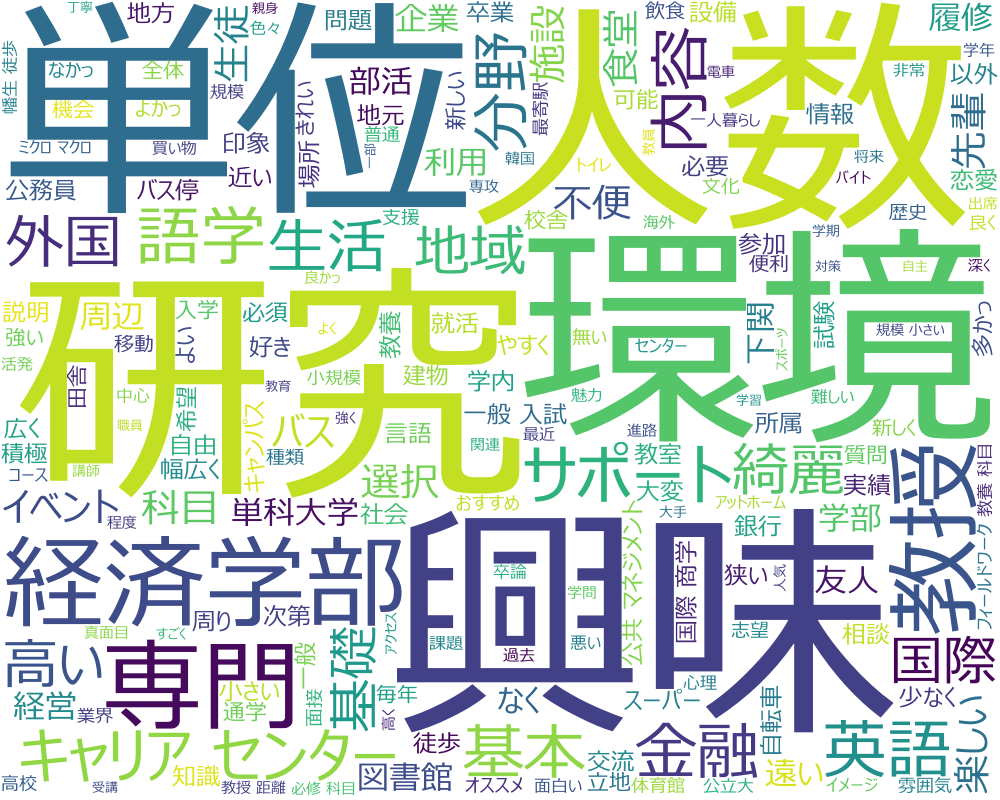 丁寧
親身
地方
問題
企業
卒業
飲食
設備
履修
幡生 徒歩
なかっ
色々
生徒
単位
人数
施設
食堂
内容
学年
全体
規模
部活
分野
電車
非常
以外
機会
よかっ
地元
新しい
最寄駅
可能
一人暮らし
情報
先輩
ミクロ マクロ
買い物
印象
場所 きれい
普通
一部
利用
韓国
トイレ
教員
必要
将来
バイト
恋愛
公務員
バス停
近い
専攻
不便
文化
出席
良く
外国
語学
生活
支援
地域
校舎
海外
参加
歴史
学期
自主
深く
便利
対策
説明
周辺
入学
必須
良かっ
研究
環境
下関
試験
規模 小さい
多かっ
強い
移動
よい
好き
教養
よく
就活
やすく
無い
センター
スポーツ
活発
田舎
中心
希望
教育
小規模
建物
学内
魅力
学習
難しい
広く
職員
自由
キャンパス
強く
一般 入試
進路
所属
新しく
積極
幅広く
バス
種類
言語
関連
最近
コース
講師
選択
サポート
教室
綺麗
質問
教授
教養 科目
イベント
程度
科目
単科大学
社会
おすすめ
大変
アットホーム
大手
実績
銀行
学部
経済学部
興味
卒論
学問
公共 マネジメント
国際 商学
狭い
人気
友人
フィールドワーク
真面目
すごく
周り
次第
アクセス
課題
過去
悪い
志望
相談
国際
高い
専門
小さい
通学
面接
一般
基礎
毎年
高く
なく
スーパー
心理
自転車
少なく
楽しい
経営
業界
キャリア センター
徒歩
基本
交流
立地
金融
遠い
英語
高校
受講
知識
教授 距離
必修 科目
図書館
オススメ
面白い
体育館
公立大
イメージ
雰囲気